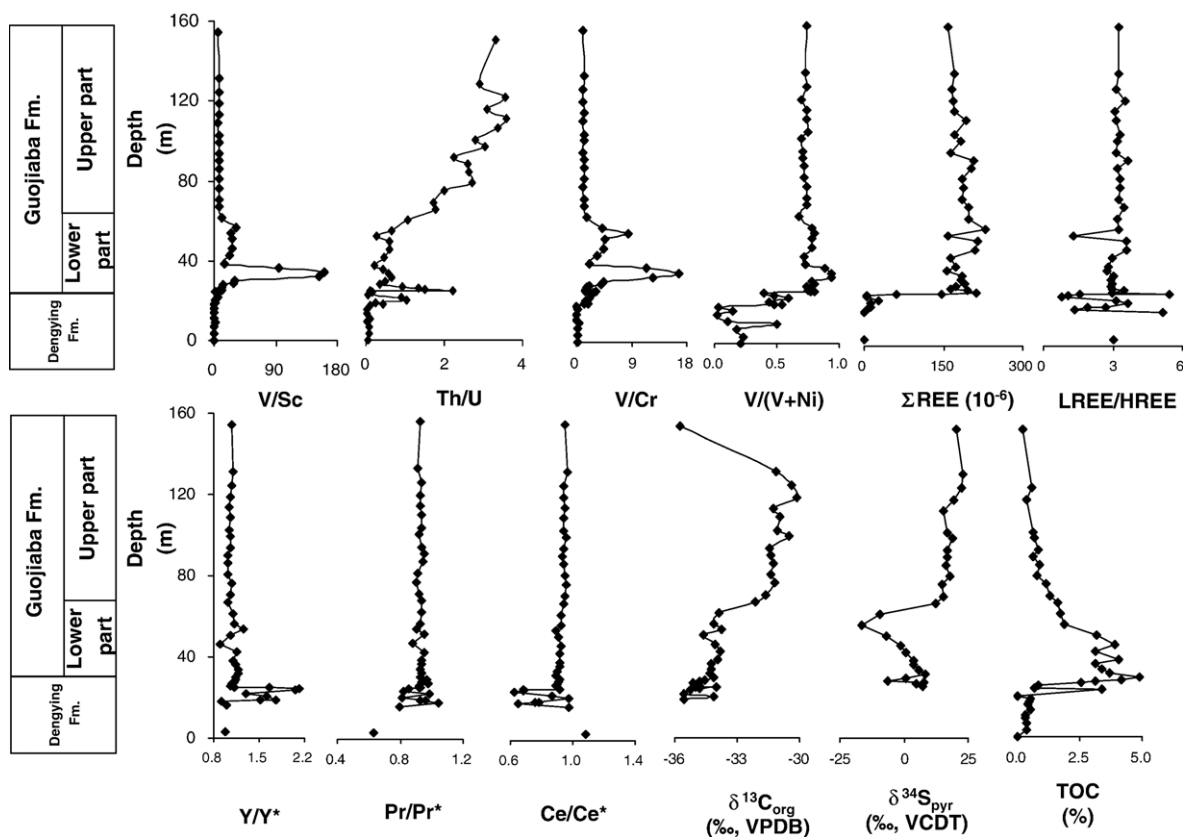 Guojiaba Fm.
Upper part
Lower part
Dengying Fm.
Depth (m)
160
120
80
40
0
0 90 180
0 2 4
0 9 18
0.0 0.5 1.0
0 150 300
0 3 6
V/Sc Th/U V/Cr V/(V+Ni) ΣREE (10⁻⁶) LREE/HREE
Guojiaba Fm.
Upper part
Lower part
Dengying Fm.
Depth (m)
160
120
80
40
0
0.8 1.5 2.2
0.4 0.8 1.2
0.6 1.0 1.4
-36 -33 -30
-25 0 25
0.0 2.5 5.0
Y/Y* Pr/Pr* Ce/Ce* δ¹³Corg δ³⁴Spyr TOC
(‰, VPDB) (‰, VCDT) (%)